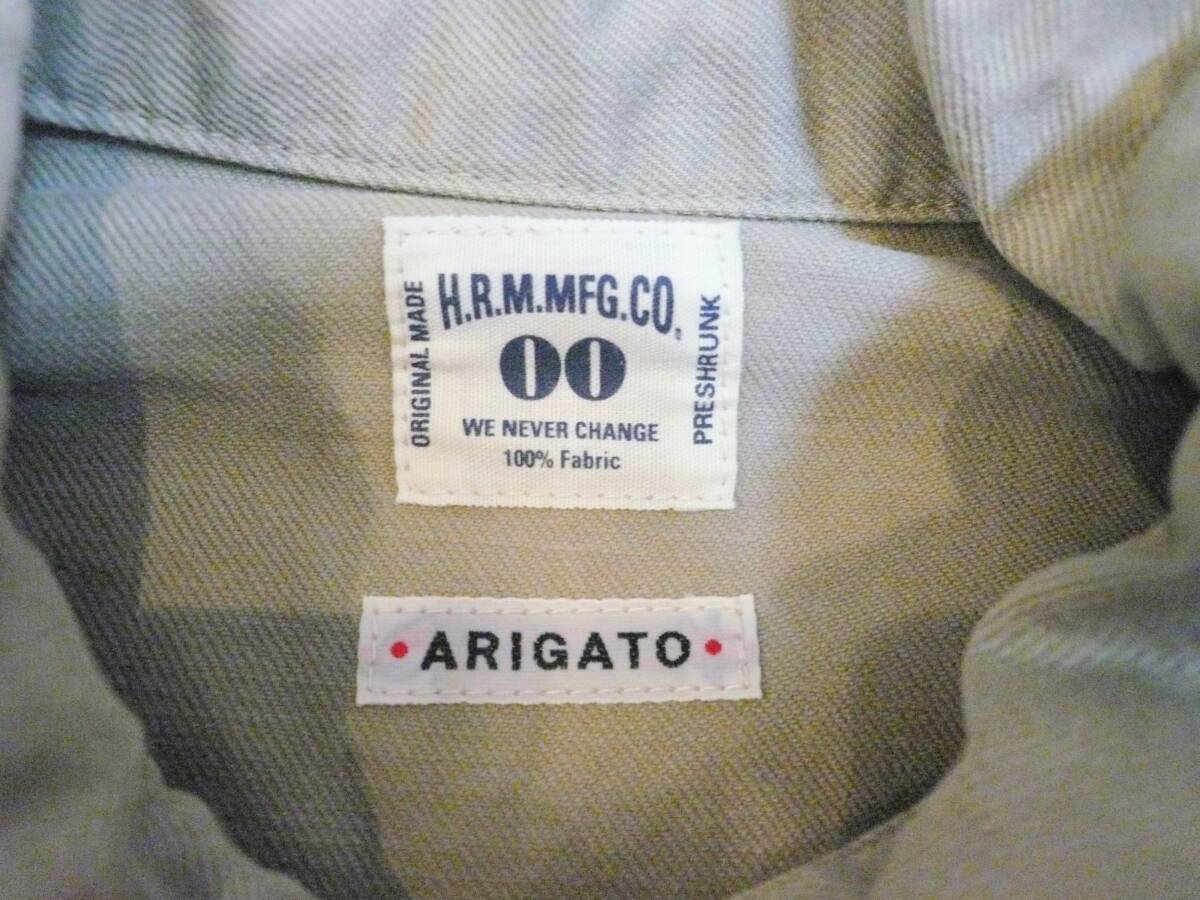 H.R.M.MFG.CO.
ORIGINAL MADE
00
PRESHRUNK
WE NEVER CHANGE
100% Fabric
• ARIGATO •